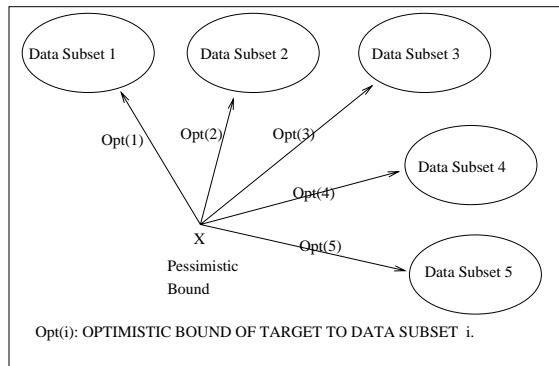 Data Subset 1
Data Subset 2
Data Subset 3
Opt(1)
Opt(2)
Opt(3)
Data Subset 4
Opt(4)
X
Opt(5)
Pessimistic
Bound
Data Subset 5
Opt(i): OPTIMISTIC BOUND OF TARGET TO DATA SUBSET i.